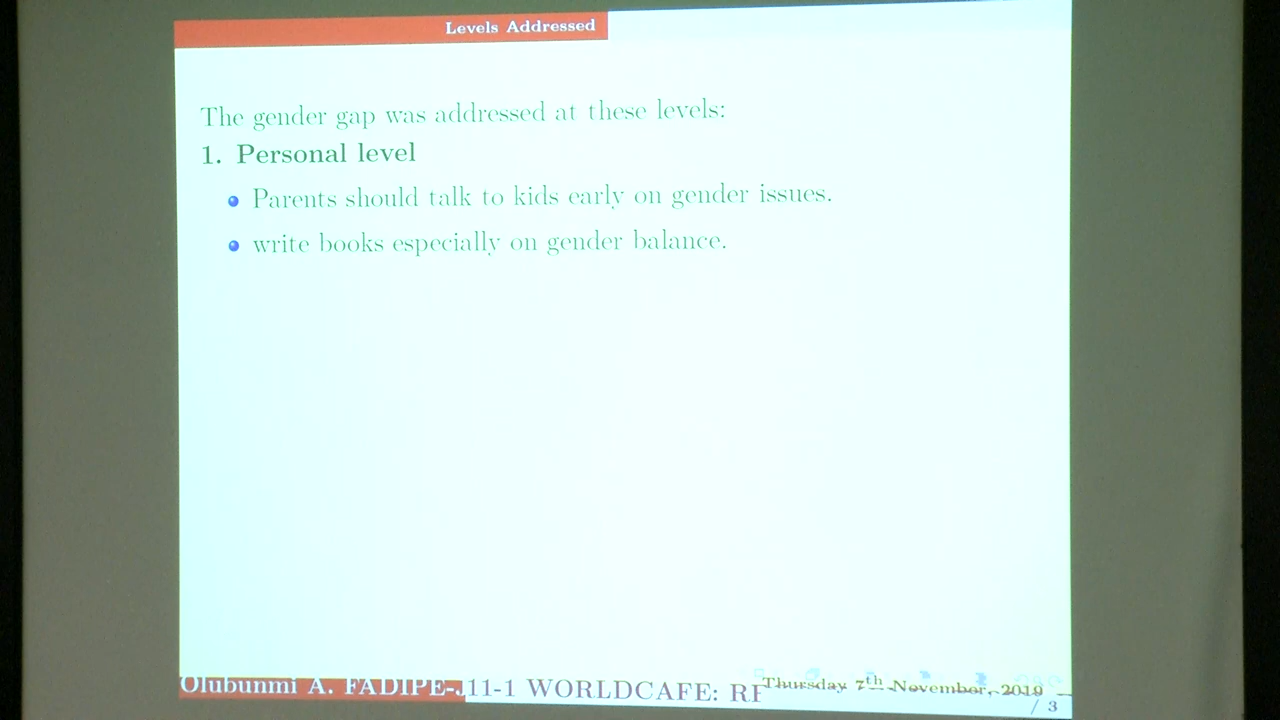 Levels Addressed
The gender gap was addressed at these levels:
1. Personal level
Parents should talk to kids early on gender issues.
write books especially on gender balance.
Olubunmi A. FADIPE-J
11-1 WORLDCAFE: RE
Thursday 7th November, 2019
/ 3